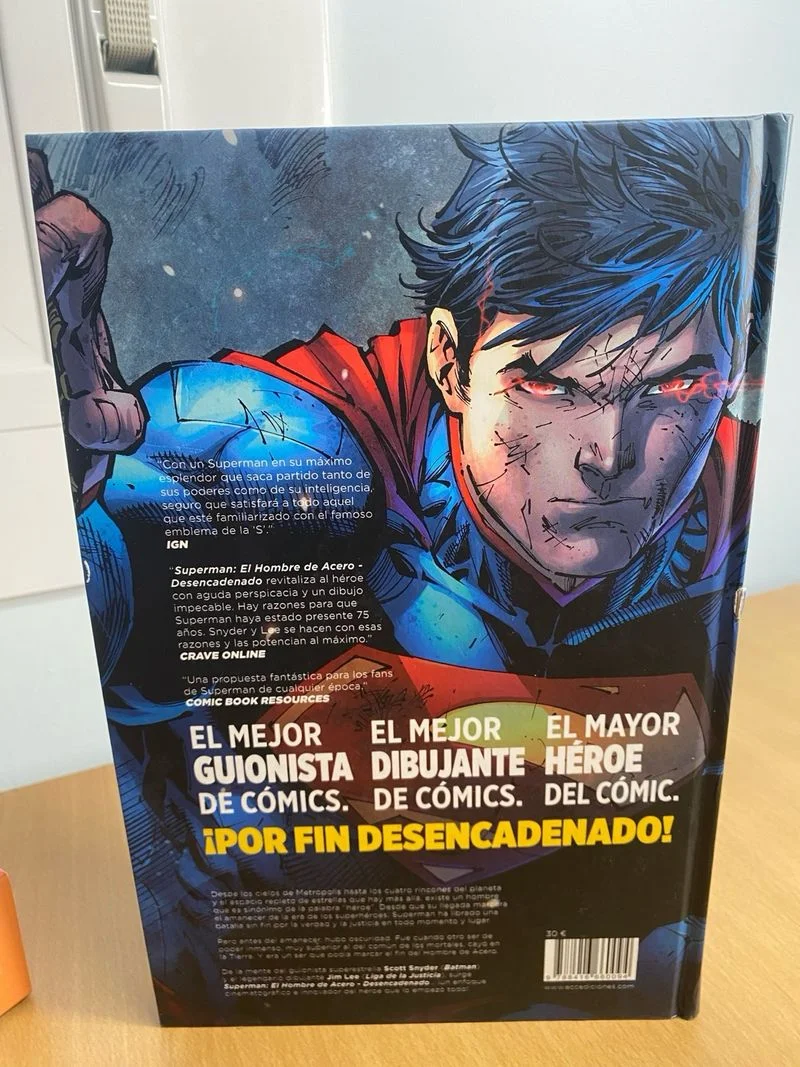 "Con un Superman en su máximo
esplendor que saca partido tanto de
sus poderes como de su inteligencia,
seguro que satisfará a todo aquel
que esté familiarizado con el famoso
emblema de la 'S'."
IGN
"Superman: El Hombre de Acero -
Desencadenado revitaliza al héroe
con aguda perspicacia y un dibujo
impecable. Hay razones para que
Superman haya estado presente 75
años. Snyder y Lee se hacen con esas
razones y las potencian al máximo."
CRAVE ONLINE
"Una propuesta fantástica para los fans
de Superman de cualquier época."
COMIC BOOK RESOURCES
EL MEJOR
GUIONISTA
DE CÓMICS.
EL MEJOR
DIBUJANTE
DE CÓMICS.
EL MAYOR
HÉROE
DEL CÓMIC.
¡POR FIN DESENCADENADO!
Desde los cielos de Metropolis hasta los cuatro rincones del planeta
y el espacio repleto de estrellas que hay más allá, existe un hombre
que es sinónimo de la palabra "héroe". Desde que su llegada marcara
el amanecer de la era de los superhéroes, Superman ha librado una
batalla sin fin por la verdad y la justicia en todo momento y lugar.
Pero antes del amanecer, hubo oscuridad. Fue cuando otro ser de
poder inmenso, muy superior al del común de los mortales, cayó en
la Tierra. Y era un ser que podía marcar el fin del Hombre de Acero.
De la mente del guionista superestrella Scott Snyder (Batman)
y el legendario dibujante Jim Lee (Liga de la Justicia), surge
Superman: El Hombre de Acero - Desencadenado, un enfoque
cinematográfico e innovador del héroe que lo empezó todo!
30 €
9 788416 660094
www.eccediciones.com